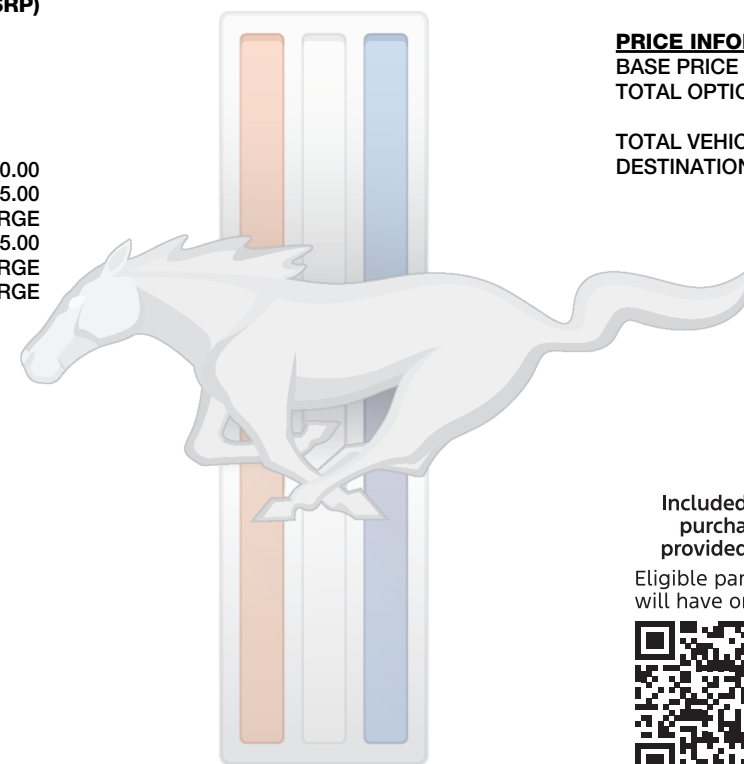 SRP)
0.00
5.00
RGE
5.00
RGE
RGE
PRICE INFO
BASE PRICE
TOTAL OPTIO
TOTAL VEHIC
DESTINATION
Included
purcha
provided
Eligible par
will have o